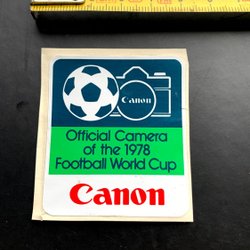 Canon
Official Camera
of the 1978
Football World Cup
Canon